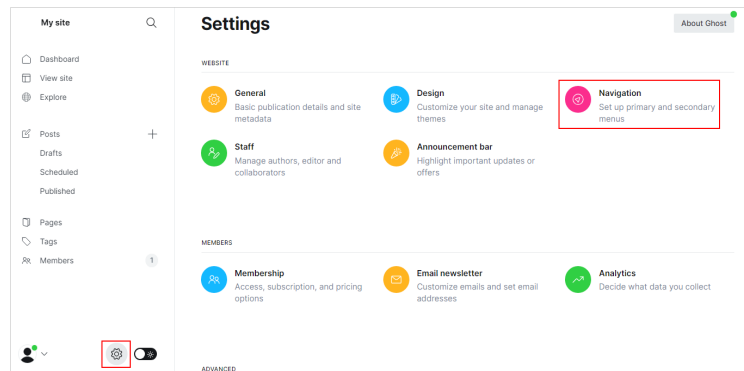 My site
Dashboard
View site
Explore
Posts
Drafts
Scheduled
Published
Pages
Tags
Members 1
Settings
About Ghost
WEBSITE
General
Basic publication details and site
metadata
Design
Customize your site and manage
themes
Navigation
Set up primary and secondary
menus
Staff
Manage authors, editor and
collaborators
Announcement bar
Highlight important updates or
offers
MEMBERS
Membership
Access, subscription, and pricing
options
Email newsletter
Customize emails and set email
addresses
Analytics
Decide what data you collect
ADVANCED